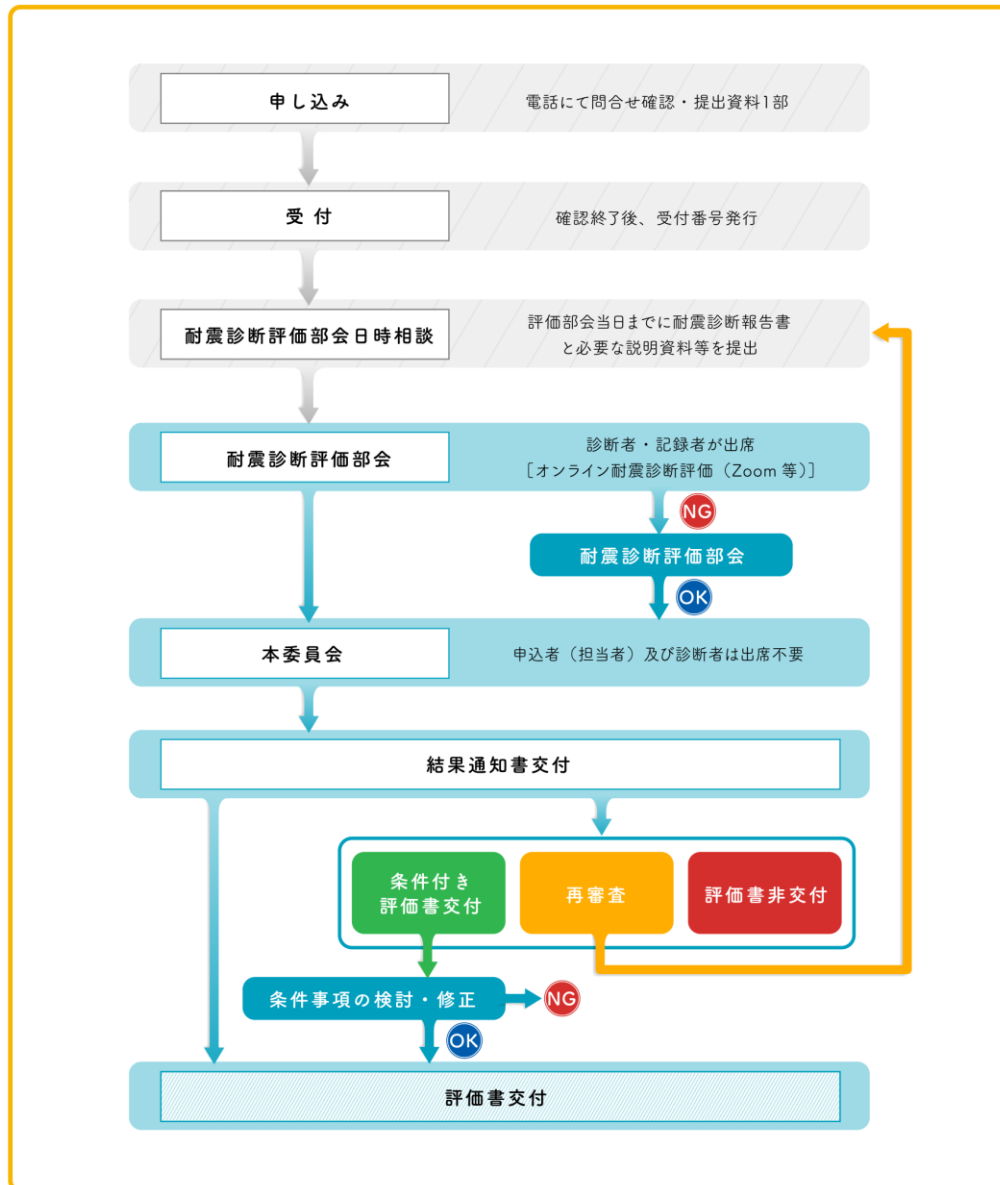 申し込み
電話にて問合せ確認・提出資料1部
受 付
確認終了後、受付番号発行
耐震診断評価部会日時相談
評価部会当日までに耐震診断報告書
と必要な説明資料等を提出
耐震診断評価部会
診断者・記録者が出席
[オンライン耐震診断評価（Zoom 等）]
NG
耐震診断評価部会
OK
本委員会
申込者（担当者）及び診断者は出席不要
結果通知書交付
条件付き
評価書交付
再審査
評価書非交付
条件事項の検討・修正
NG
OK
評価書交付